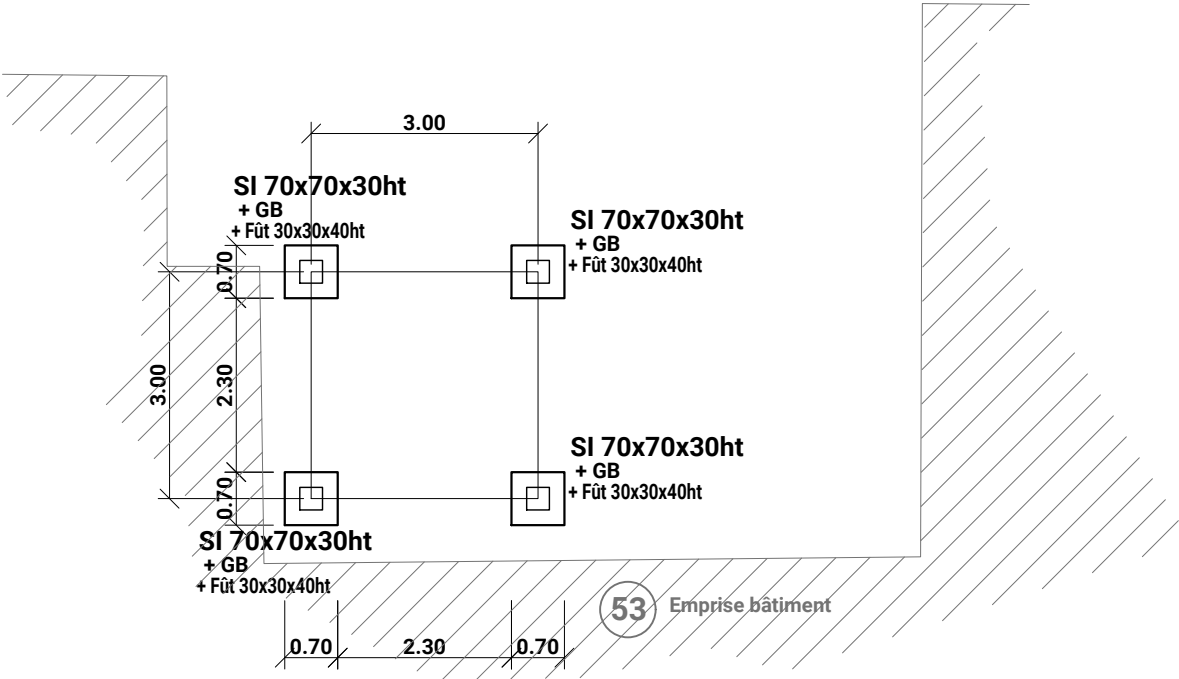 3.00
SI 70x70x30ht
+ GB
+ Fût 30x30x40ht
SI 70x70x30ht
+ GB
+ Fût 30x30x40ht
0.70
3.00
2.30
0.70
SI 70x70x30ht
+ GB
+ Fût 30x30x40ht
SI 70x70x30ht
+ GB
+ Fût 30x30x40ht
53 Emprise bâtiment
0.70 2.30 0.70